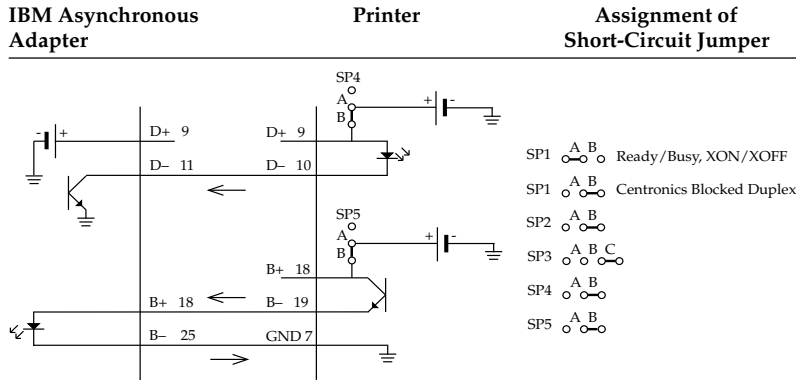 IBM Asynchronous Adapter
Printer
Assignment of Short-Circuit Jumper
SP4
A
+ -
B
- +
D+ 9
D+ 9
D– 11
D– 10
SP5
A
+ -
B
B+ 18
B+ 18
B– 19
B– 25
GND 7
SP1 A B Ready/Busy, XON/XOFF
SP1 A B Centronics Blocked Duplex
SP2 A B
SP3 A B C
SP4 A B
SP5 A B